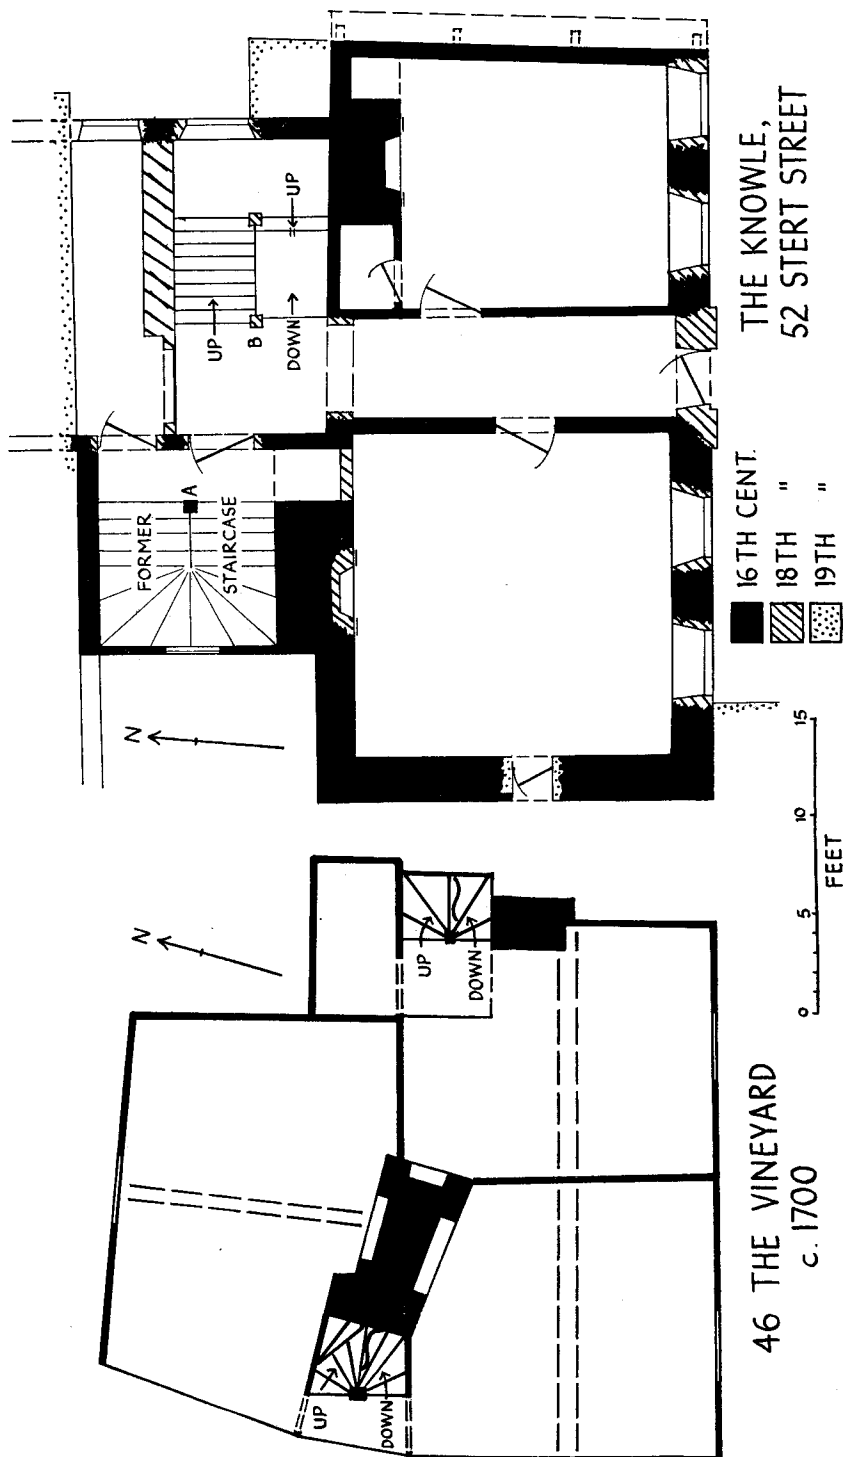 N
UP
DOWN
UP
DOWN
46 THE VINEYARD
c. 1700
N
FORMER
STAIRCASE
A
UP
B
DOWN
UP
THE KNOWLE,
52 STERT STREET
16TH CENT.
18TH "
19TH "
0 5 10 15
FEET